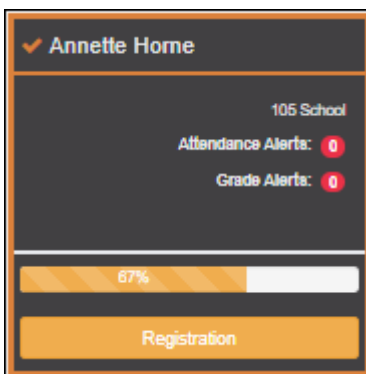 Annette Horne
105 School
Attendance Alerts: 0
Grade Alerts: 0
67%
Registration